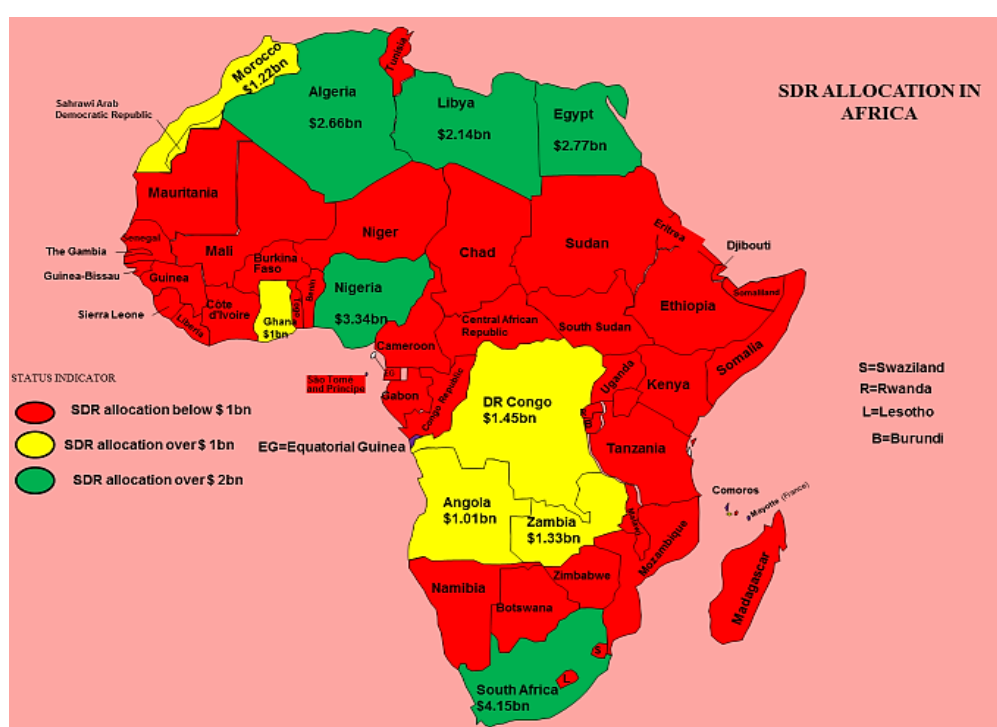 SDR ALLOCATION IN
AFRICA
Morocco
$1.22bn
Algeria
$2.66bn
Tunisia
Libya
$2.14bn
Egypt
$2.77bn
Sahrawi Arab
Democratic Republic
Mauritania
Mali
Niger
Chad
Sudan
Eritrea
Djibouti
Senegal
The Gambia
Guinea-Bissau
Guinea
Sierra Leone
Liberia
Côte
d'Ivoire
Burkina
Faso
Ghana
$1bn
Togo
Benin
Nigeria
$3.34bn
Cameroon
Central African
Republic
South Sudan
Ethiopia
Somaliland
Somalia
São Tomé
and Príncipe
EG
Gabon
Congo Republic
DR Congo
$1.45bn
Uganda
Kenya
R
B
Tanzania
EG=Equatorial Guinea
Angola
$1.01bn
Zambia
$1.33bn
Malawi
Mozambique
Comoros
Mayotte (France)
Madagascar
Namibia
Botswana
Zimbabwe
South Africa
$4.15bn
S
L
STATUS INDICATOR
SDR allocation below $ 1bn
SDR allocation over $ 1bn
SDR allocation over $ 2bn
S=Swaziland
R=Rwanda
L=Lesotho
B=Burundi